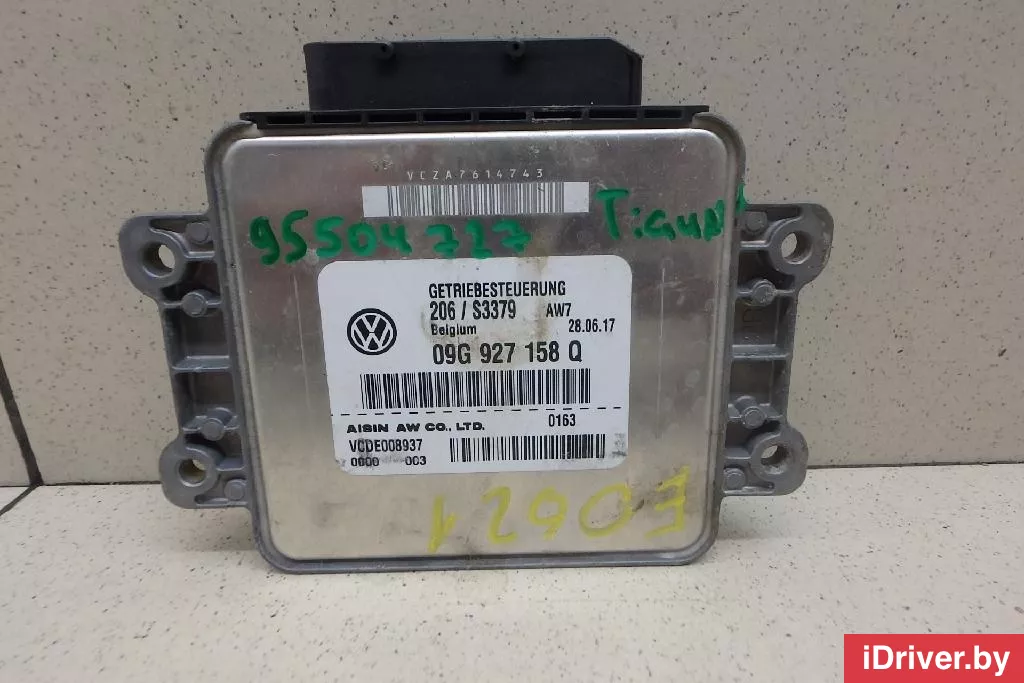 VCZA7614743
95504727 Tiguan
GETRIEBESTEUERUNG
206 / S3379 AW7
Belgium 28.06.17
09G 927 158 Q
AISIN AW CO., LTD. 0163
VCDE008937
0000 003
E0621
iDriver.by